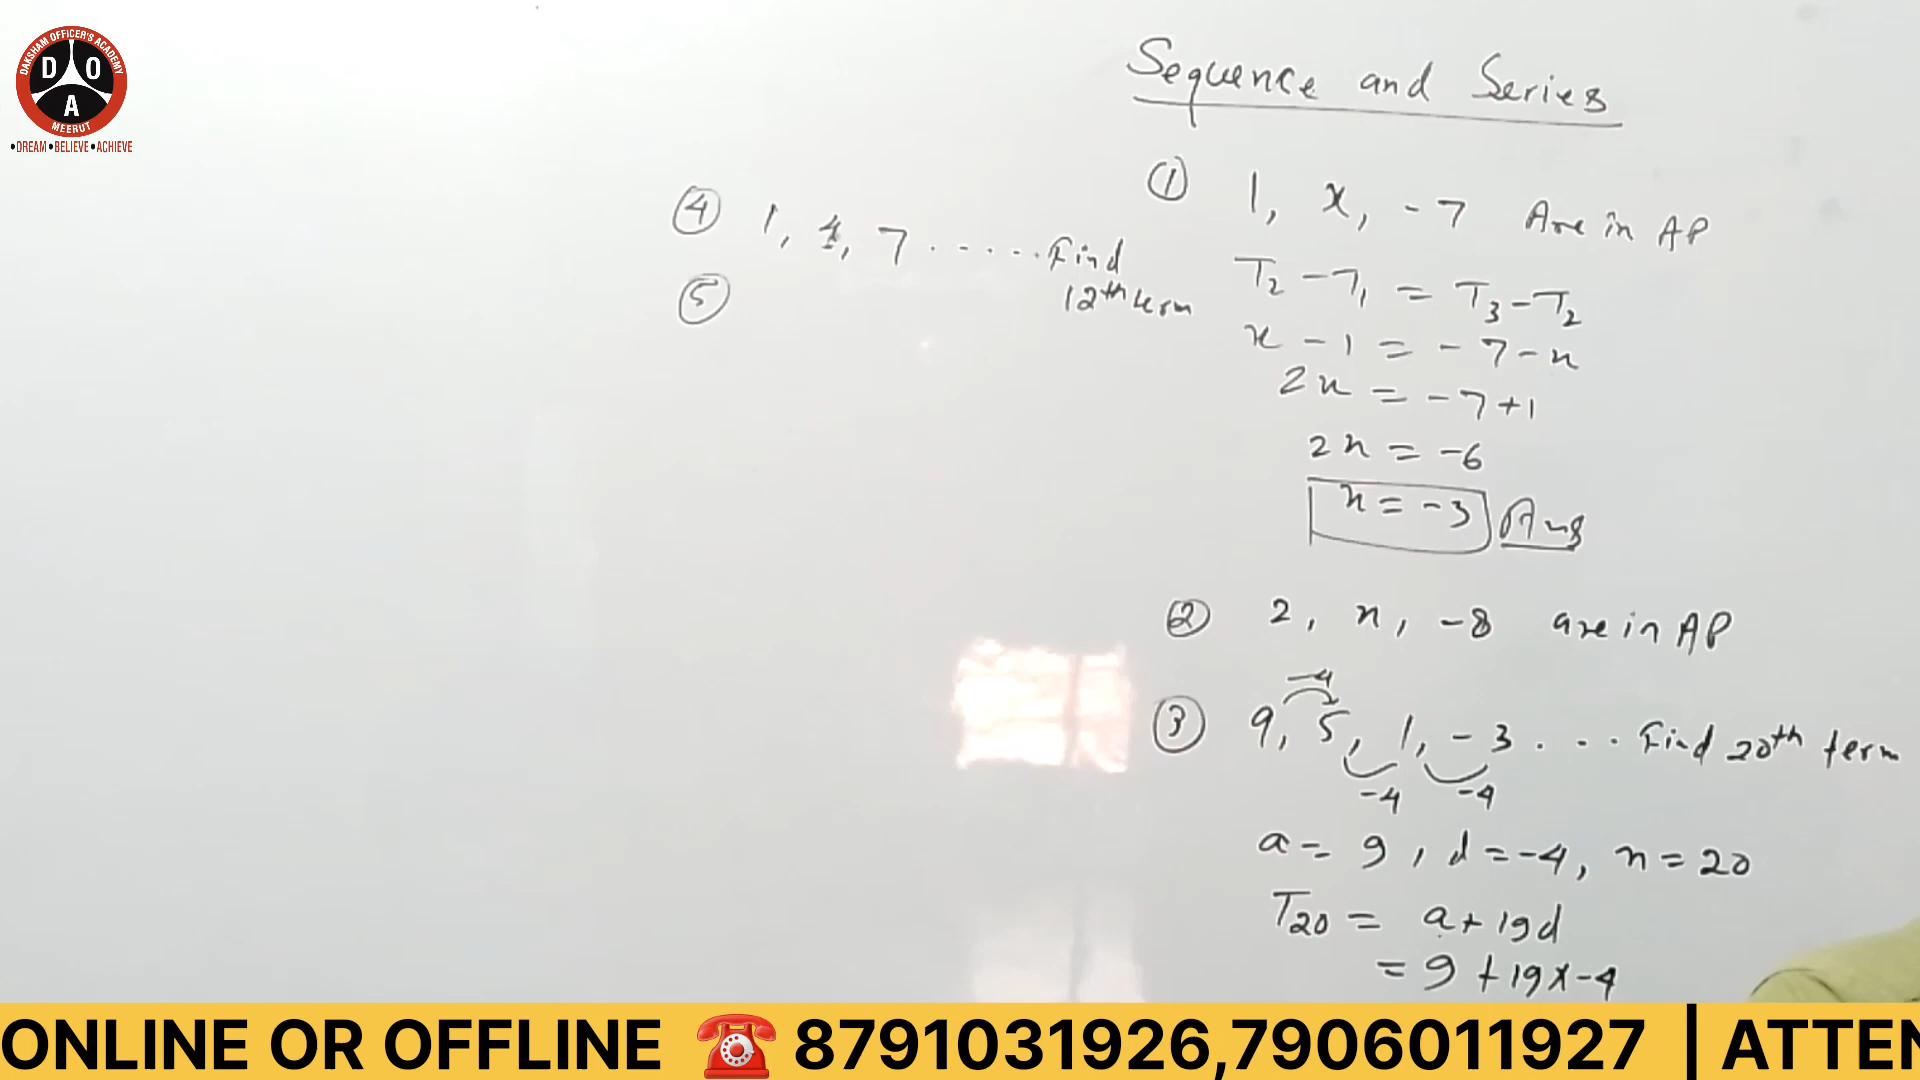 DAKSHAM OFFICER'S ACADEMY
D O
A
MEERUT
•DREAM •BELIEVE •ACHIEVE
Sequence and Series
① 1, x, -7 Are in AP
T₂ - T₁ = T₃ - T₂
x - 1 = -7 - x
2x = -7 + 1
2x = -6
x = -3 Ans
② 2, x, -8 are in AP
-4
③ 9, 5, 1, -3 . . . Find 20th term
-4 -4
a = 9, d = -4, n = 20
T₂₀ = a + 19d
= 9 + 19x-4
④ 1, 4, 7 . . . . . Find
12th term
⑤
ONLINE OR OFFLINE ☎ 8791031926,7906011927 | ATTEN